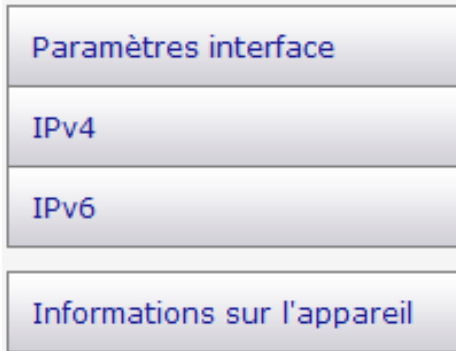 Paramètres interface
IPv4
IPv6
Informations sur l'appareil